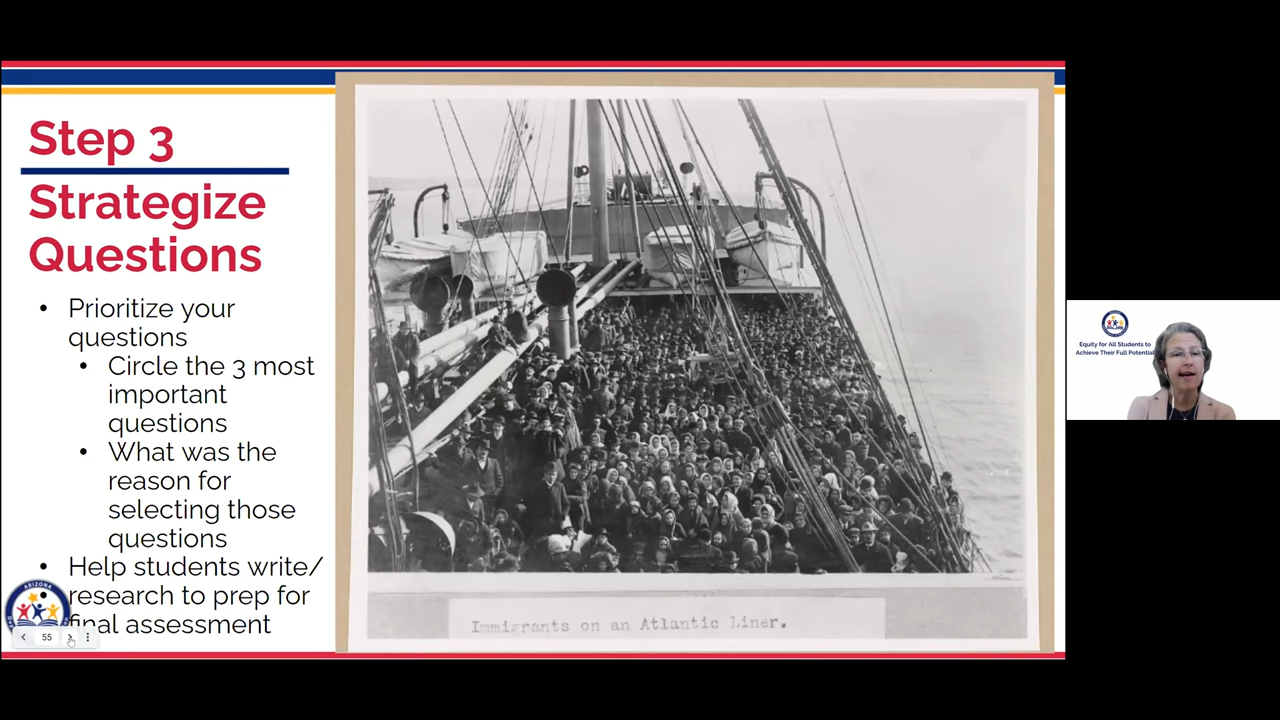 Step 3
Strategize
Questions
• Prioritize your
questions
• Circle the 3 most
important
questions
• What was the
reason for
selecting those
questions
• Help students write/
• research to prep for
final assessment
ARIZONA
55
Immigrants on an Atlantic Liner.
Equity for All Students to
Achieve Their Full Potential